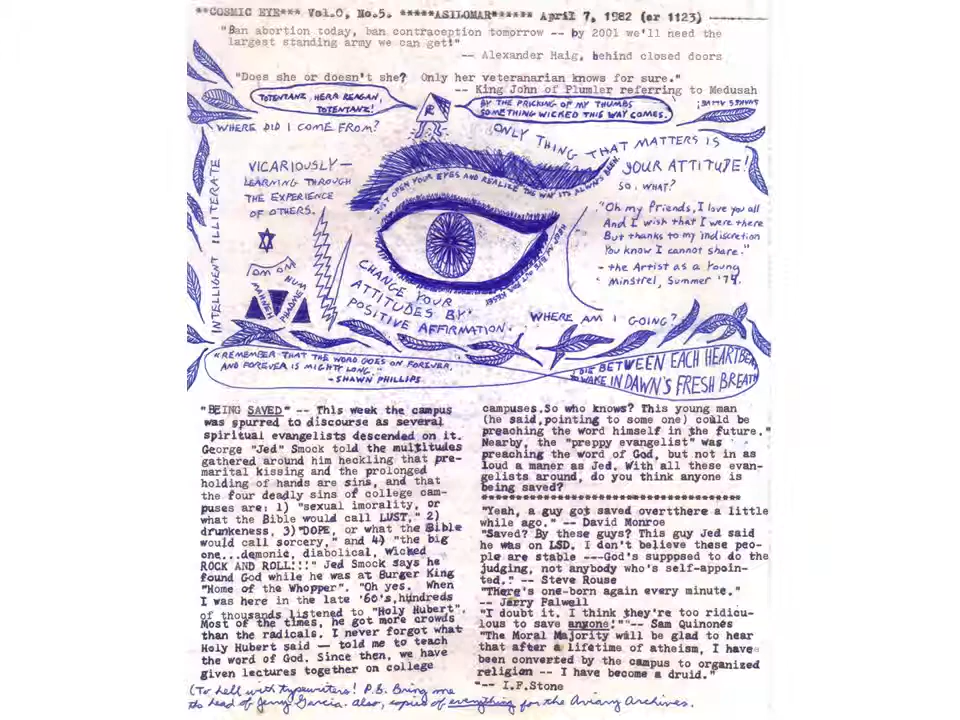 **COSMIC EYE*** Vol.0, No.5. *****ASILOMAR****** April 7, 1982 (or 1123)
"Ban abortion today, ban contraception tomorrow -- by 2001 we'll need the
largest standing army we can get!"
-- Alexander Haig, behind closed doors
"Does she or doesn't she? Only her veteranarian knows for sure."
-- King John of Plumler referring to Medusah
TOTENTANZ, HERR REAGAN,
TOTENTANZ!
BY THE PRICKING OF MY THUMBS
SOMETHING WICKED THIS WAY COMES.
WHERE DID I COME FROM?
ONLY THING THAT MATTERS IS
YOUR ATTITUDE!
SO, WHAT?
JUST OPEN YOUR EYES AND REALIZE THE WAY IT'S ALWAYS BEEN.
INTELLIGENT ILLITERATE
VICARIOUSLY—
LEARNING THROUGH
THE EXPERIENCE
OF OTHERS.
OM OM
MAHNEH
PHADME
HUM
CHANGE YOUR
ATTITUDES BY
POSITIVE AFFIRMATION.
"Oh my friends, I love you all
And I wish that I were there
But thanks to my indiscretion
You know I cannot share."
- the Artist as a Young
Minstrel, Summer '74.
WHERE AM I GOING?
"REMEMBER THAT THE WORD GOES ON FOREVER,
AND FOREVER IS MIGHTY LONG."
- SHAWN PHILLIPS
I DIE BETWEEN EACH HEARTBEAT
TO WAKE IN DAWN'S FRESH BREATH
"BEING SAVED" -- This week the campus
was spurred to discourse as several
spiritual evangelists descended on it.
George "Jed" Smock told the multitudes
gathered around him heckling that pre-
marital kissing and the prolonged
holding of hands are sins, and that
the four deadly sins of college cam-
puses are: 1) "sexual imorality, or
what the Bible would call LUST," 2)
drunkeness, 3)"DOPE, or what the Bible
would call sorcery," and 4) "the big
one...demonic, diabolical, wicked
ROCK AND ROLL!!!" Jed Smock says he
found God while he was at Burger King
"Home of the Whopper". "Oh yes. When
I was here in the late '60's,hundreds
of thousands listened to "Holy Hubert".
Most of the times, he got more crowds
than the radicals. I never forgot what
Holy Hubert said — told me to teach
the word of God. Since then, we have
given lectures together on college
campuses.So who knows? This young man
(he said,pointing to some one) could be
preaching the word himself in the future."
Nearby, the "preppy evangelist" was
preaching the word of God, but not in as
loud a maner as Jed. With all these evan-
gelists around, do you think anyone is
being saved?
***********************************
"Yeah, a guy got saved overtthere a little
while ago." -- David Monroe
"Saved? By these guys? This guy Jed said
he was on LSD. I don't believe these peo-
ple are stable ---God's supppsed to do the
judging, not anybody who's self-appoin-
ted." -- Steve Rouse
"There's one-born again every minute."
-- Jerry Falwell
"I doubt it. I think they're too ridicu-
lous to save anyone!""-- Sam Quinones
"The Moral Majority will be glad to hear
that after a lifetime of atheism, I have
been converted by the campus to organized
religion -- I have become a druid."
"-- I.F.Stone
(To hell with typewriters! P.S. Bring me
the head of Jerry Garcia. Also, copies of everything for the Aviary Archives.